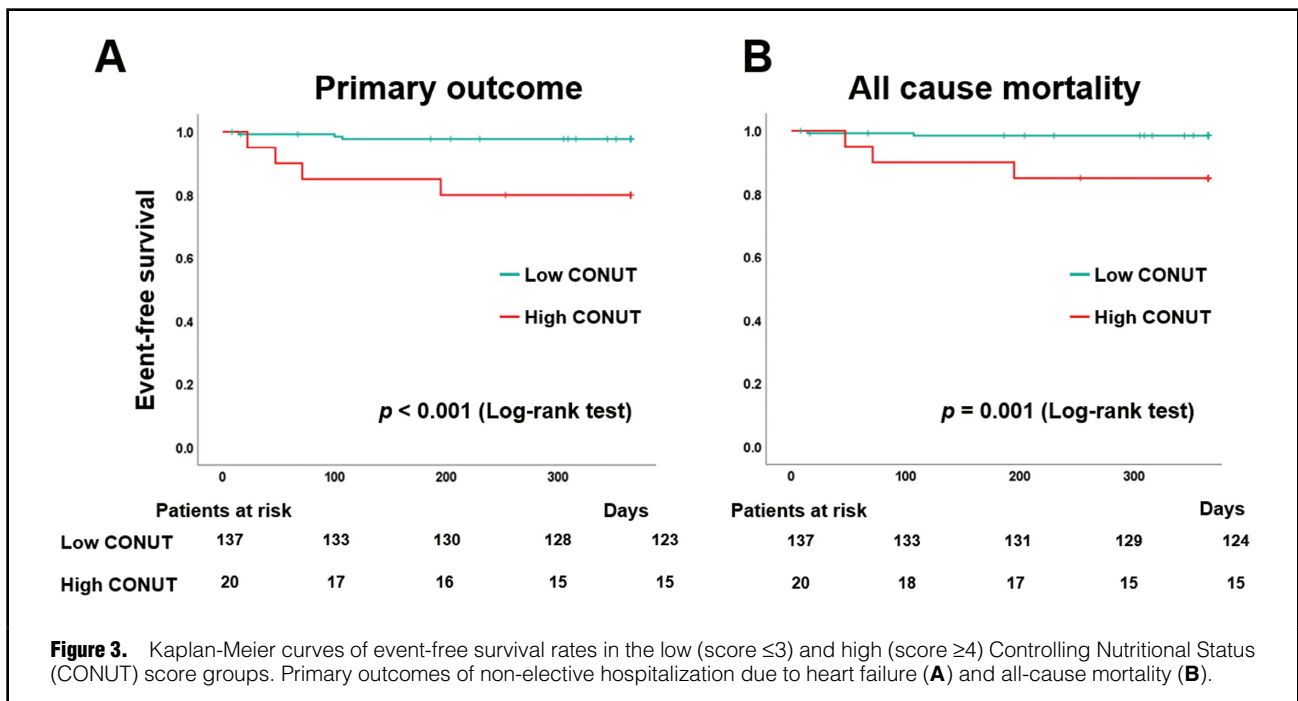 A
Primary outcome
Event-free survival
1.0
0.8
0.6
0.4
0.2
0.0
Low CONUT
High CONUT
p < 0.001 (Log-rank test)
0 100 200 300
Patients at risk Days
Low CONUT 137 133 130 128 123
High CONUT 20 17 16 15 15
B
All cause mortality
1.0
0.8
0.6
0.4
0.2
0.0
Low CONUT
High CONUT
p = 0.001 (Log-rank test)
0 100 200 300
Patients at risk Days
137 133 131 129 124
20 18 17 15 15
Figure 3. Kaplan-Meier curves of event-free survival rates in the low (score ≤3) and high (score ≥4) Controlling Nutritional Status
(CONUT) score groups. Primary outcomes of non-elective hospitalization due to heart failure (A) and all-cause mortality (B).